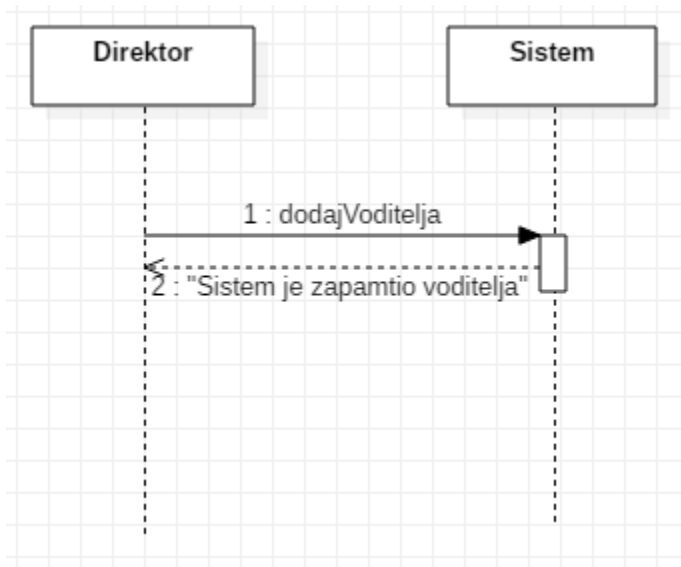 Direktor
Sistem
1 : dodajVoditelja
2 : "Sistem je zapamtio voditelja"